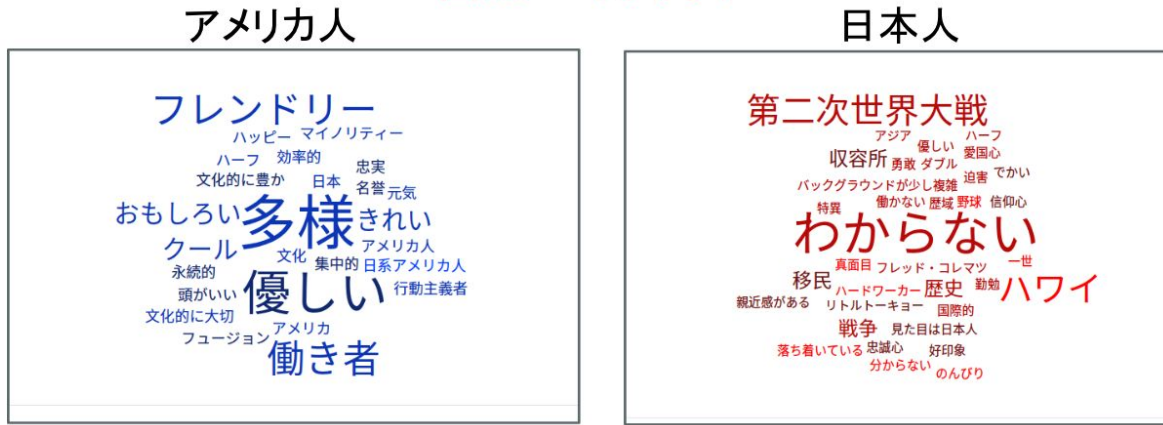 アメリカ人
フレンドリー
ハッピー マイノリティー
ハーフ 効率的
忠実
文化的に豊か 日本
名誉 元気
おもしろい 多様 きれい
クール
アメリカ人
文化 集中的 日系アメリカ人
永続的
頭がいい 優しい 行動主義者
文化的に大切
フュージョン アメリカ
働き者
日本人
第二次世界大戦
アジア ハーフ
優しい
収容所 勇敢 ダブル 愛国心
迫害 でかい
バックグラウンドが少し複雑
働かない 歴域 野球 信仰心
特異
わからない
真面目 フレッド・コレマツ 一世
移民 ハードワーカー 歴史 勤勉 ハワイ
親近感がある リトルトーキョー 国際的
戦争 見た目は日本人
落ち着いている 忠誠心 好印象
分からない のんびり